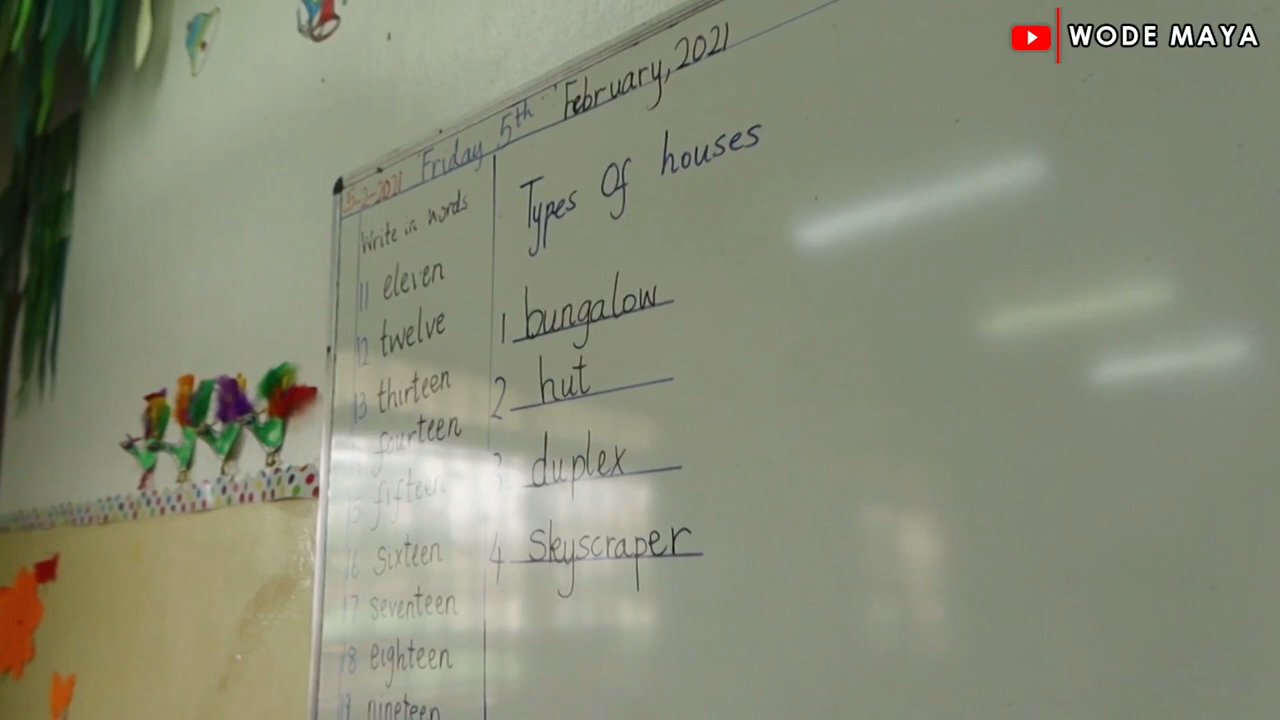 WODE MAYA
Friday 5th February, 2021
5-2-2021
Write in words
11 eleven
12 twelve
13 thirteen
fourteen
15 fifteen
16 sixteen
17 seventeen
18 eighteen
19 nineteen
Types Of houses
1 bungalow
2 hut
3 duplex
4 Skyscraper